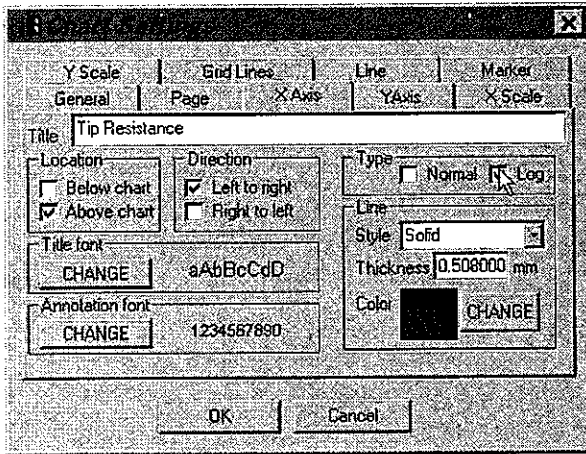 Y Scale Grid Lines Line Marker
General Page X Axis Y Axis X Scale
Title Tip Resistance
Location Direction Type
Below chart Left to right Normal Log
Above chart Right to left Line
Style Solid
Title font
CHANGE aAbBcCdD Thickness 0.508000 mm
Annotation font Color CHANGE
CHANGE 1234567890
OK Cancel